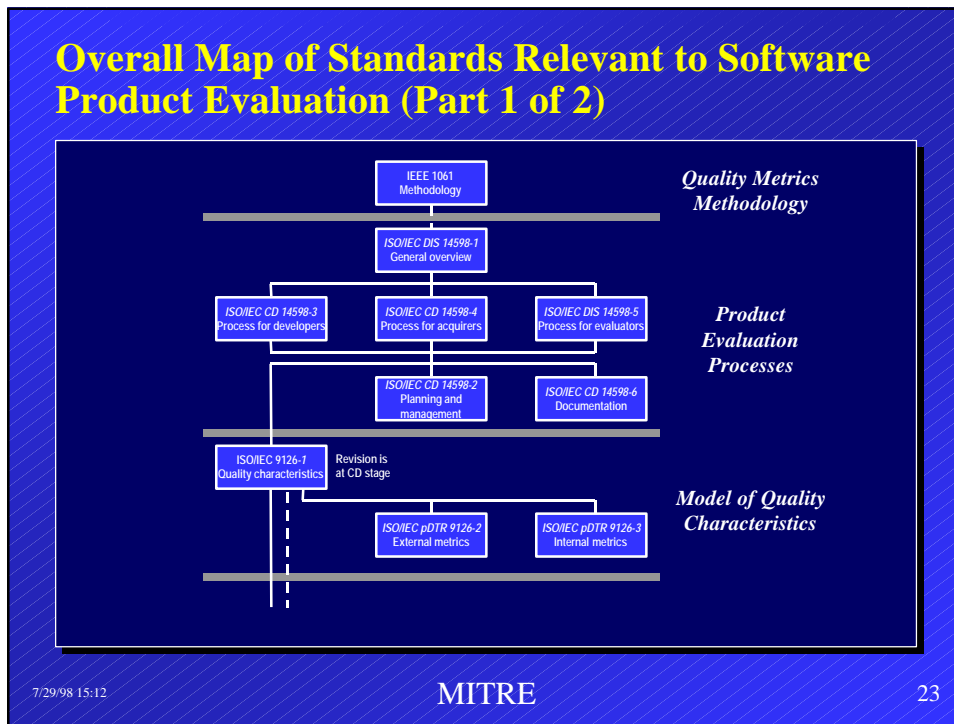 Overall Map of Standards Relevant to Software
Product Evaluation (Part 1 of 2)
IEEE 1061
Methodology
Quality Metrics
Methodology
ISO/IEC DIS 14598-1
General overview
ISO/IEC CD 14598-3
Process for developers
ISO/IEC CD 14598-4
Process for acquirers
ISO/IEC DIS 14598-5
Process for evaluators
Product
Evaluation
Processes
ISO/IEC CD 14598-2
Planning and
management
ISO/IEC CD 14598-6
Documentation
ISO/IEC 9126-1
Quality characteristics
Revision is
at CD stage
Model of Quality
Characteristics
ISO/IEC pDTR 9126-2
External metrics
ISO/IEC pDTR 9126-3
Internal metrics
7/29/98 15:12
MITRE
23